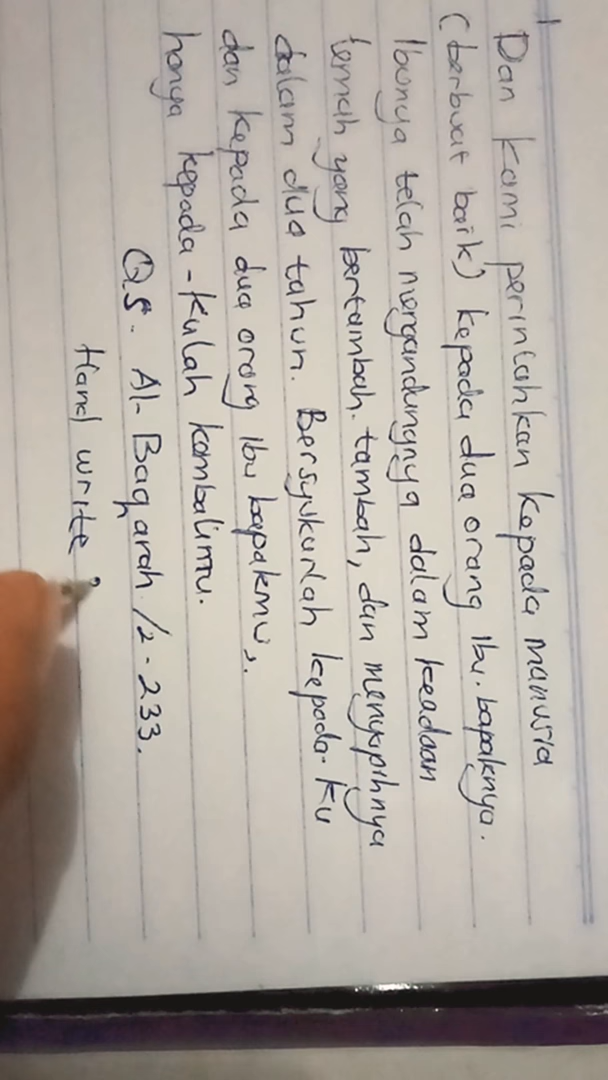 Dan Kami perintahkan kepada manusia
(berbuat baik) kepada dua orang ibu.bapaknya.
Ibunya telah mengandungnya dalam keadaan
lemah yang bertambah.tambah, dan menyapihnya
dalam dua tahun. Bersyukurlah kepada-Ku
dan kepada dua orang ibu bapakmu,.
hanya kepada-Kulah kambalimu.
QS. Al-Baqarah./2-233.
Hand write,